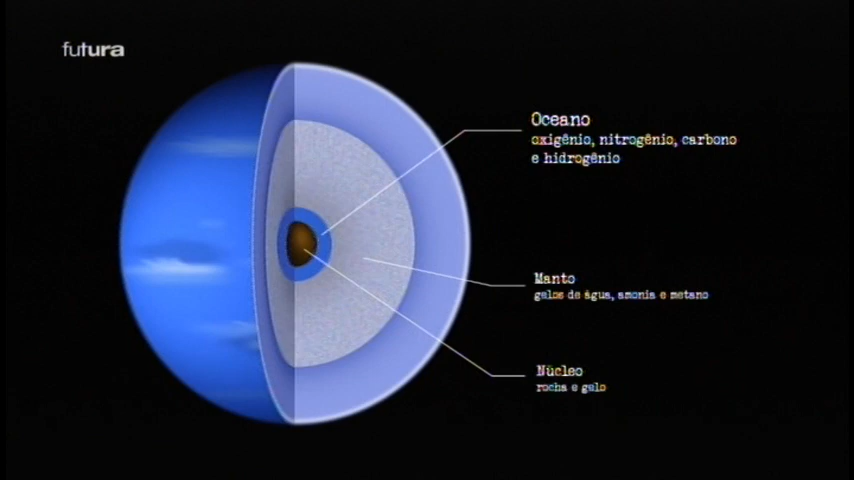 futura
Oceano
oxigênio, nitrogênio, carbono
e hidrogênio
Manto
gelos de água, amonia e metano
Núcleo
rocha e gelo